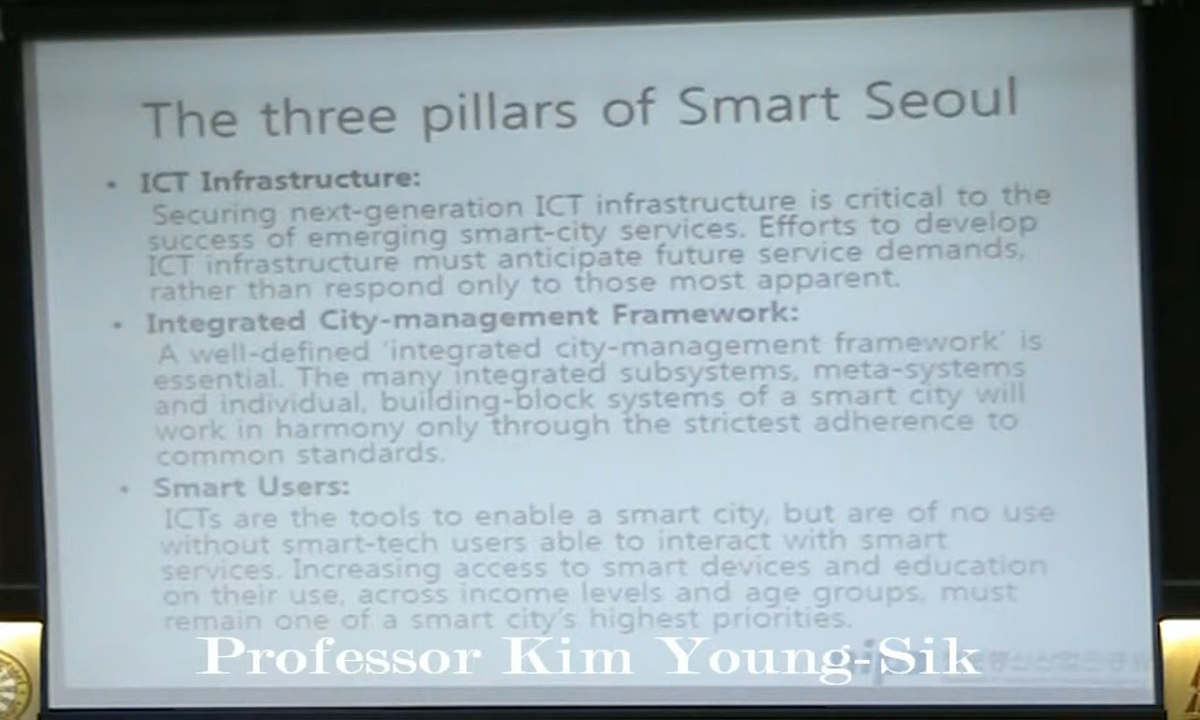 The three pillars of Smart Seoul
• ICT Infrastructure:
Securing next-generation ICT infrastructure is critical to the
success of emerging smart-city services. Efforts to develop
ICT infrastructure must anticipate future service demands,
rather than respond only to those most apparent.
• Integrated City-management Framework:
A well-defined 'integrated city-management framework' is
essential. The many integrated subsystems, meta-systems
and individual, building-block systems of a smart city will
work in harmony only through the strictest adherence to
common standards.
• Smart Users:
ICTs are the tools to enable a smart city, but are of no use
without smart-tech users able to interact with smart
services. Increasing access to smart devices and education
on their use, across income levels and age groups, must
remain one of a smart city's highest priorities.
Professor Kim Young-Sik